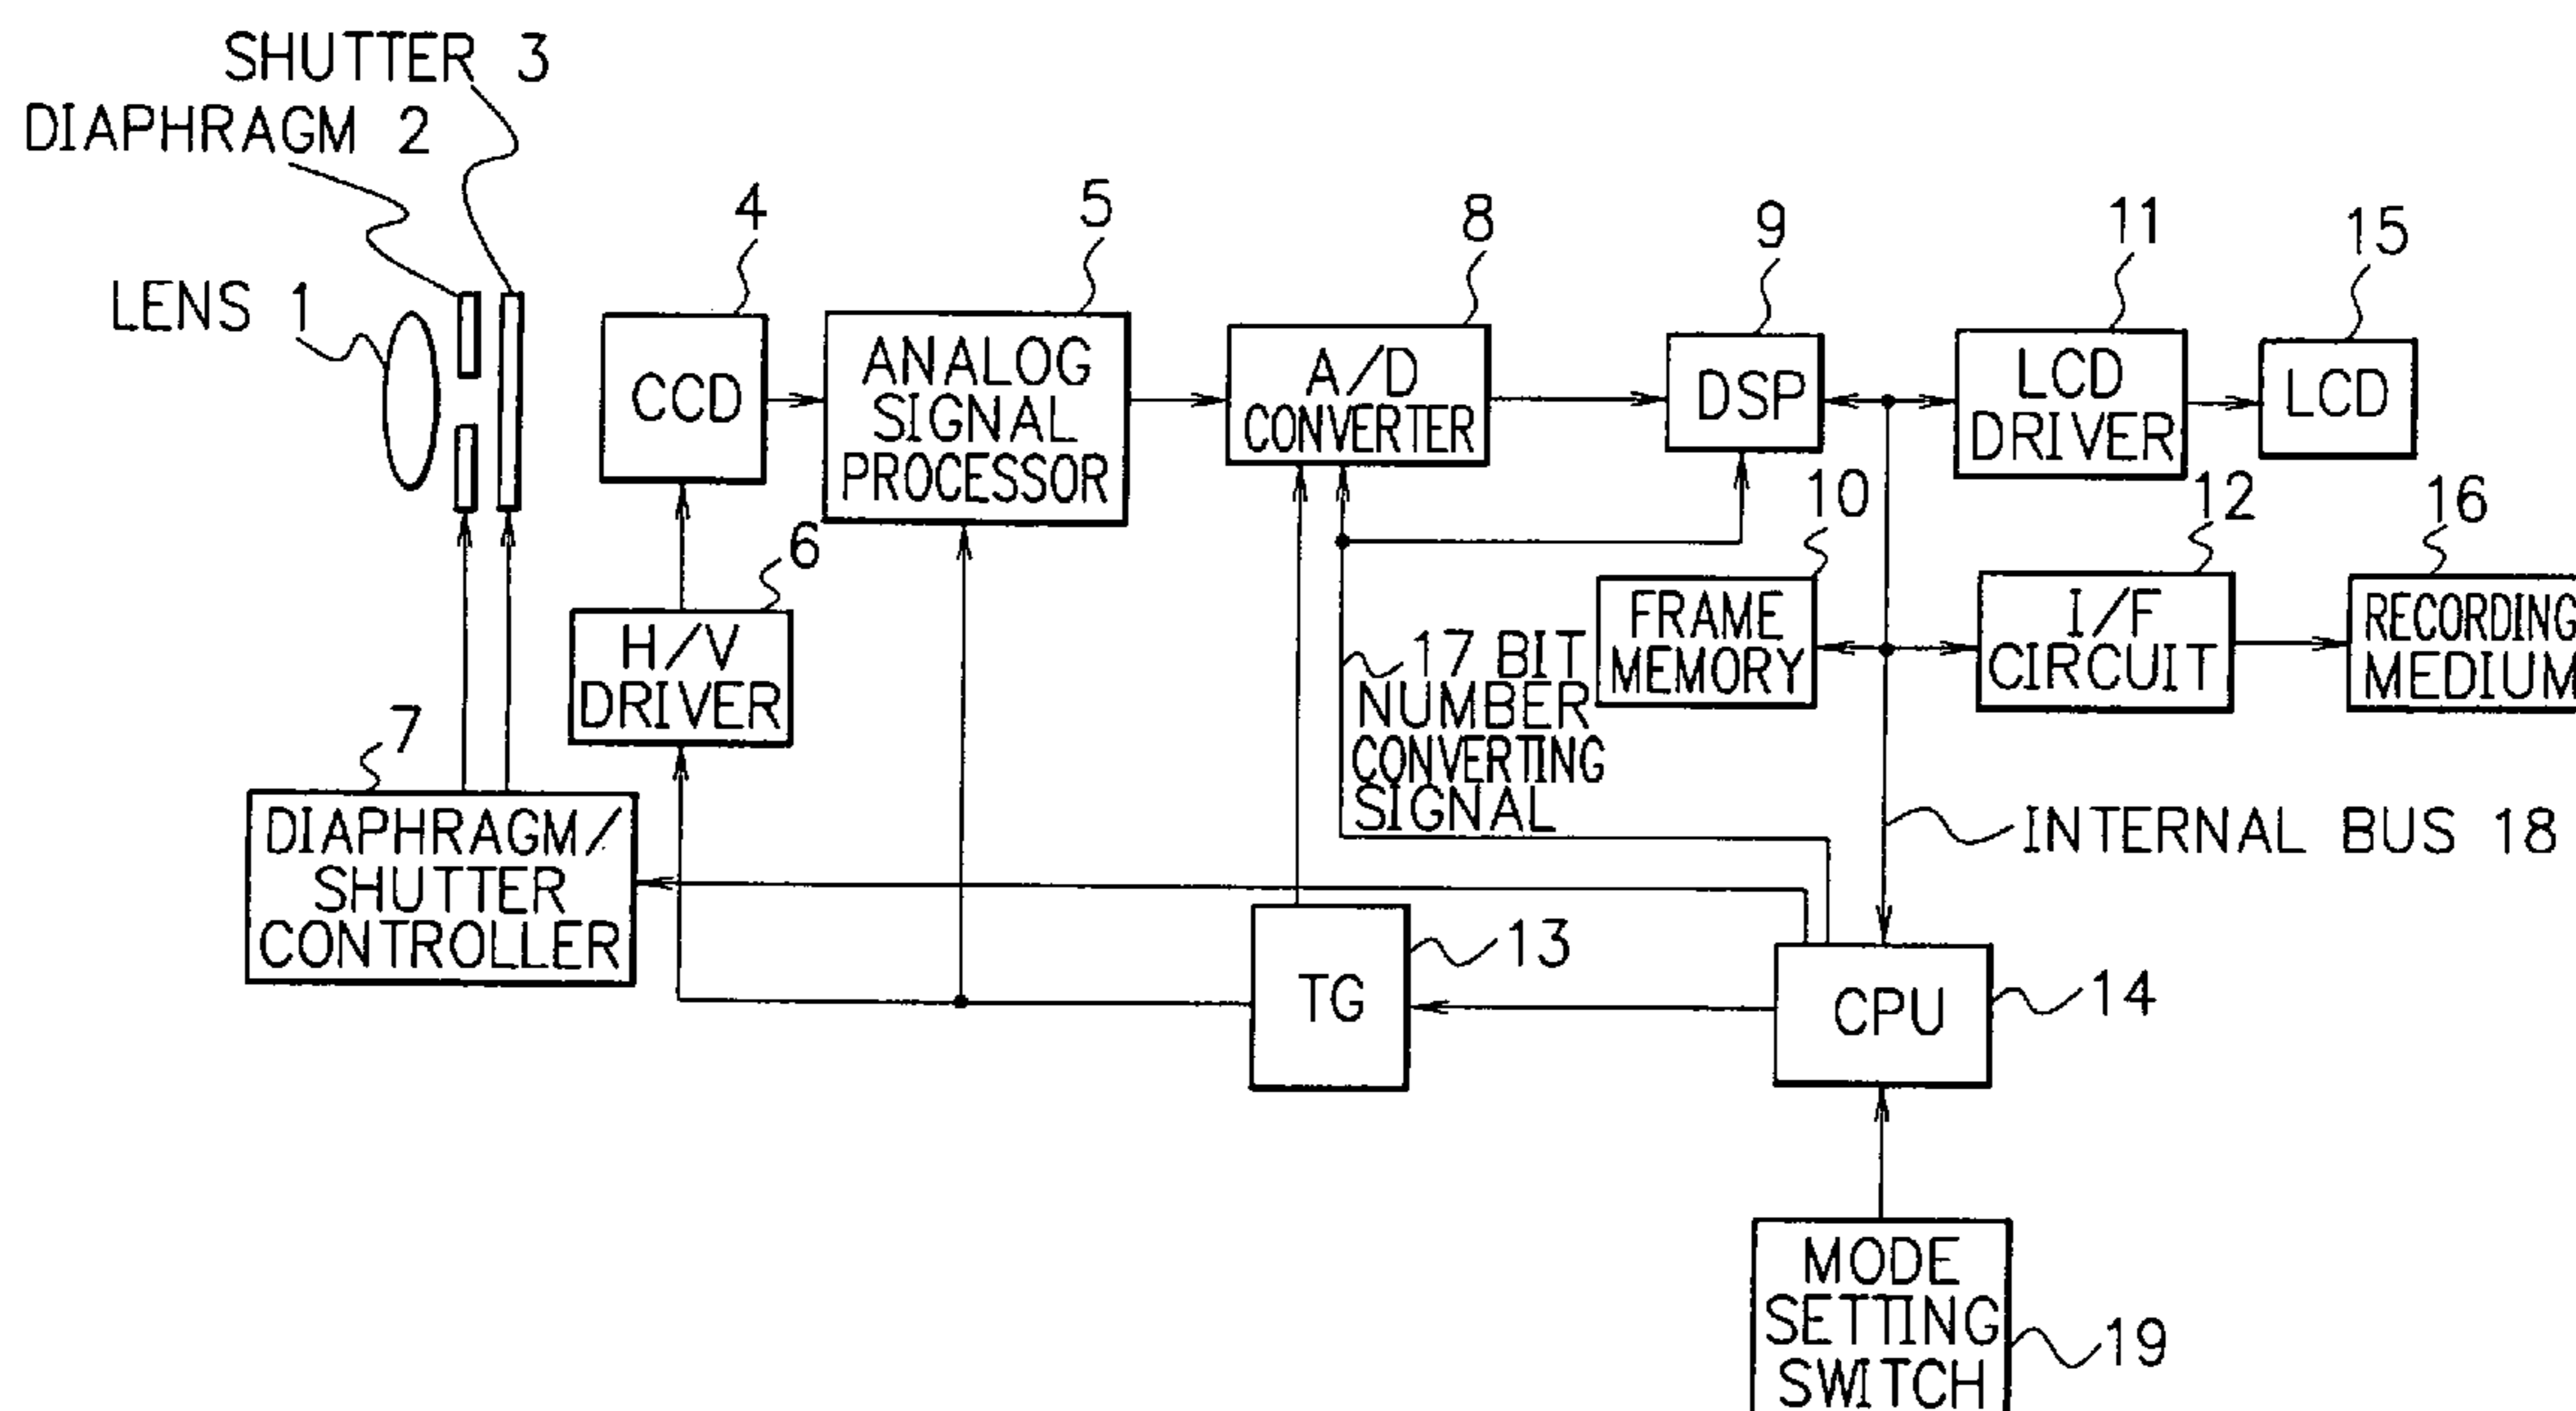 SHUTTER 3
DIAPHRAGM 2
LENS 1
4
5
8
9
11
15
CCD
ANALOG
SIGNAL
PROCESSOR
A/D
CONVERTER
DSP
LCD
DRIVER
LCD
6
10
12
16
H/V
DRIVER
FRAME
MEMORY
I/F
CIRCUIT
RECORDING
MEDIUM
17 BIT
NUMBER
CONVERTING
SIGNAL
7
DIAPHRAGM/
SHUTTER
CONTROLLER
INTERNAL BUS 18
TG
13
CPU
14
MODE
SETTING
SWITCH
19